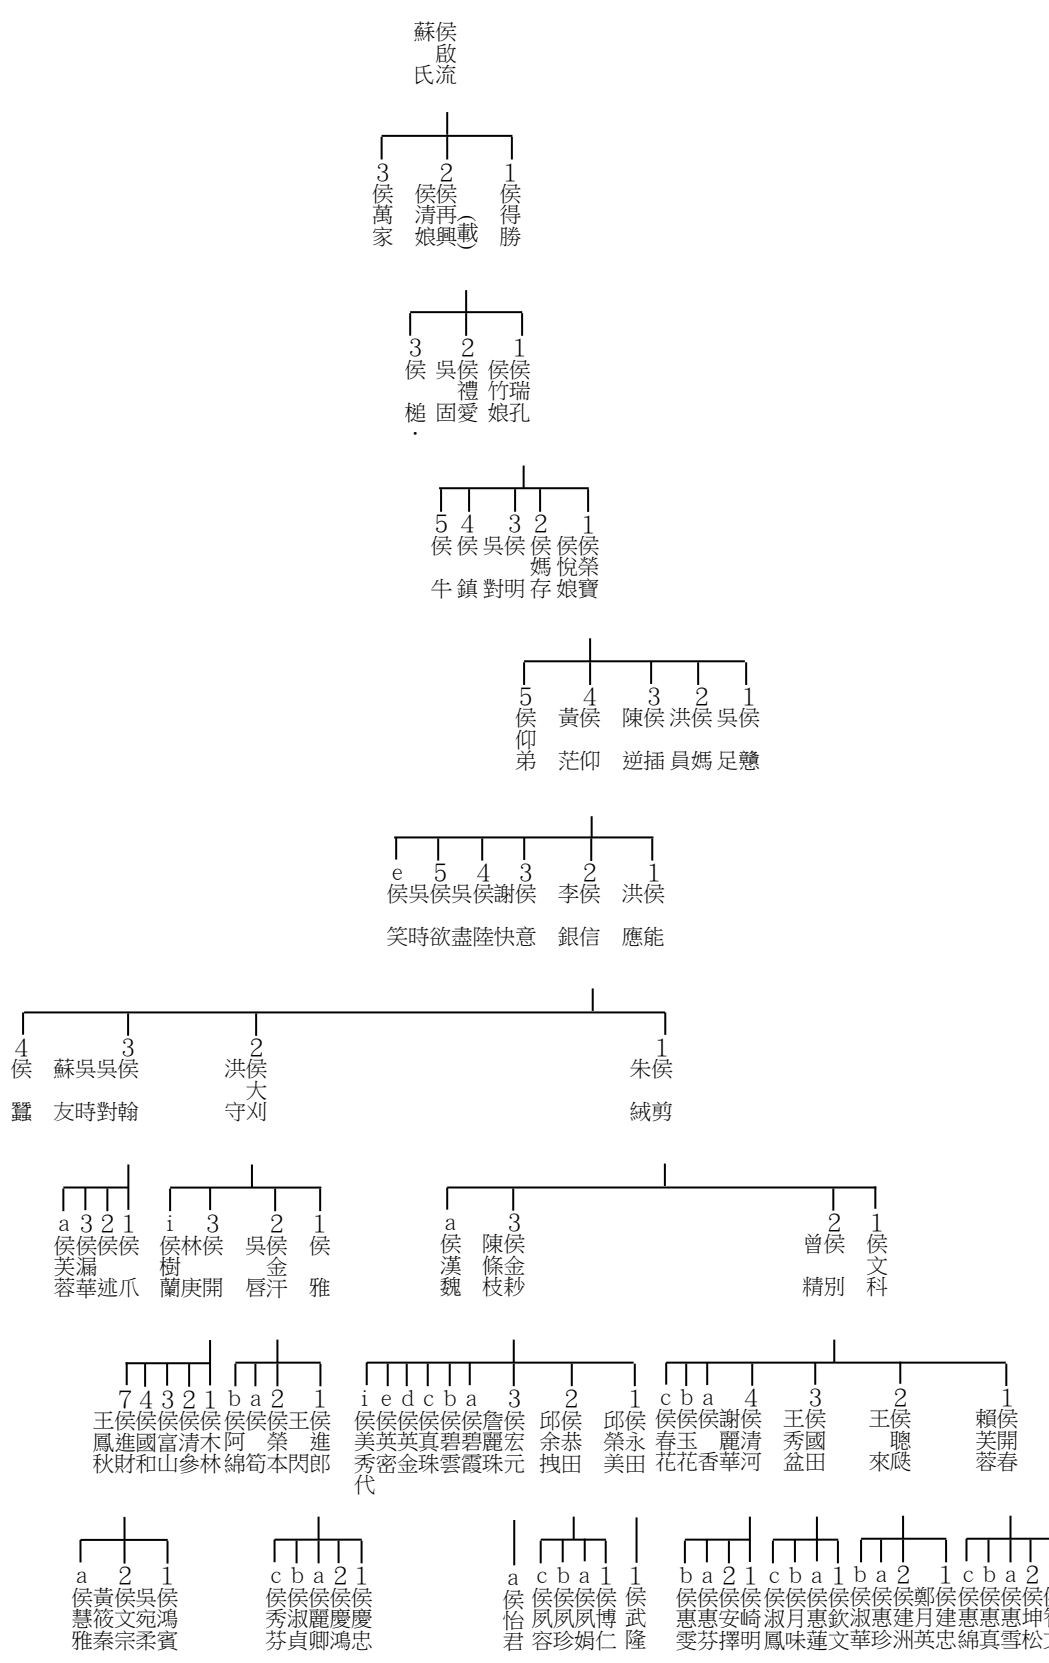 侯啟流
蘇氏
1侯得勝
2侯再興(載)
侯清娘
3侯萬家
1侯瑞孔
侯竹娘
2侯禮愛
吳固
3侯槌.
1侯榮寶
侯悅娘
2侯媽存
3侯明
吳對
4侯鎮
5侯牛
1侯戇
吳足
2侯媽
洪員
3侯插
陳逆
4侯仰
黃茫
5侯仰弟
1侯能
洪應
2侯信
李銀
3侯意
謝快
4侯陸
吳盡
5侯欲
吳時
e侯笑
1侯剪
朱絨
2侯大刈
洪守
3侯翰
吳對
吳時
蘇友
4侯蠶
1侯文科
2侯別
曾精
3侯金耖
陳條枝
a侯漢魏
1侯雅
2侯金汗
吳唇
3侯開
林庚
i侯樹蘭
1侯爪
2侯述
3侯漏華
a侯芙蓉
1侯開春
賴芙蓉
2侯聰
王來
3侯國田
王秀盆
4侯清河
謝麗華
a侯香
b侯玉花
c侯春花
1侯永田
邱榮美
2侯恭田
邱余拽
3侯宏元
詹麗珠
a侯碧霞
b侯碧雲
c侯真珠
d侯英金
e侯英密
i侯美秀代
1侯進郎
王閃
2侯榮本
a侯筍
b侯阿綿
1侯木林
2侯清參
3侯富山
4侯國和
7侯進財
王鳳秋
2侯坤松
a侯惠雪
b侯惠真
c侯惠綿
1侯建忠
鄭月英
2侯建洲
a侯惠珍
b侯淑華
1侯欽文
a侯惠蓮
b侯月味
c侯淑鳳
1侯崎明
2侯安擇
a侯惠芬
b侯惠雯
1侯武隆
1侯博仁
a侯夙娟
b侯夙珍
c侯夙容
a侯怡君
1侯慶忠
2侯慶鴻
a侯麗卿
b侯淑貞
c侯秀芬
1侯鴻賓
吳宛柔
2侯文宗
黃筱秦
a侯慧雅